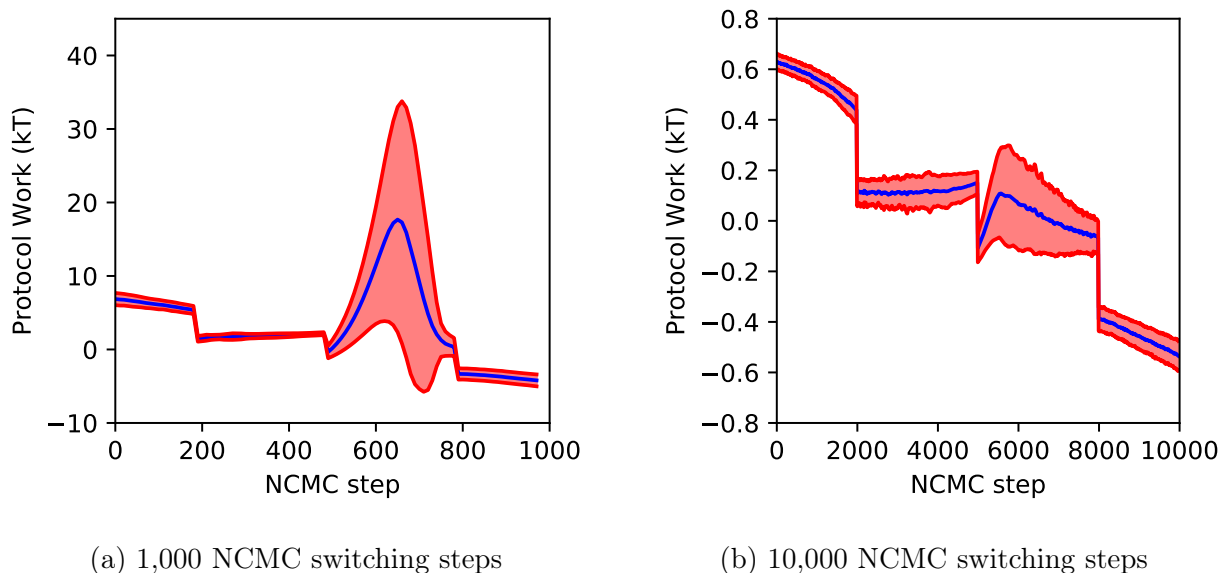 40
30
20
10
0
−10
Protocol Work (kT)
0 200 400 600 800 1000
NCMC step
(a) 1,000 NCMC switching steps
0.8
0.6
0.4
0.2
0.0
−0.2
−0.4
−0.6
−0.8
Protocol Work (kT)
0 2000 4000 6000 8000 10000
NCMC step
(b) 10,000 NCMC switching steps